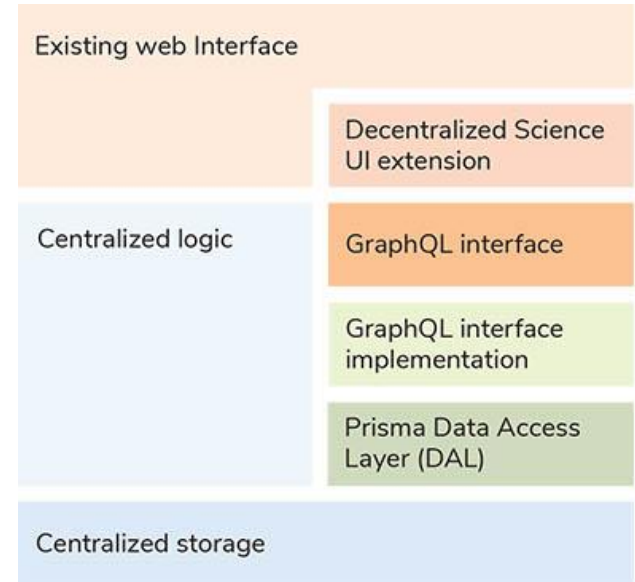 Existing web Interface
Decentralized Science
UI extension
Centralized logic
GraphQL interface
GraphQL interface
implementation
Prisma Data Access
Layer (DAL)
Centralized storage